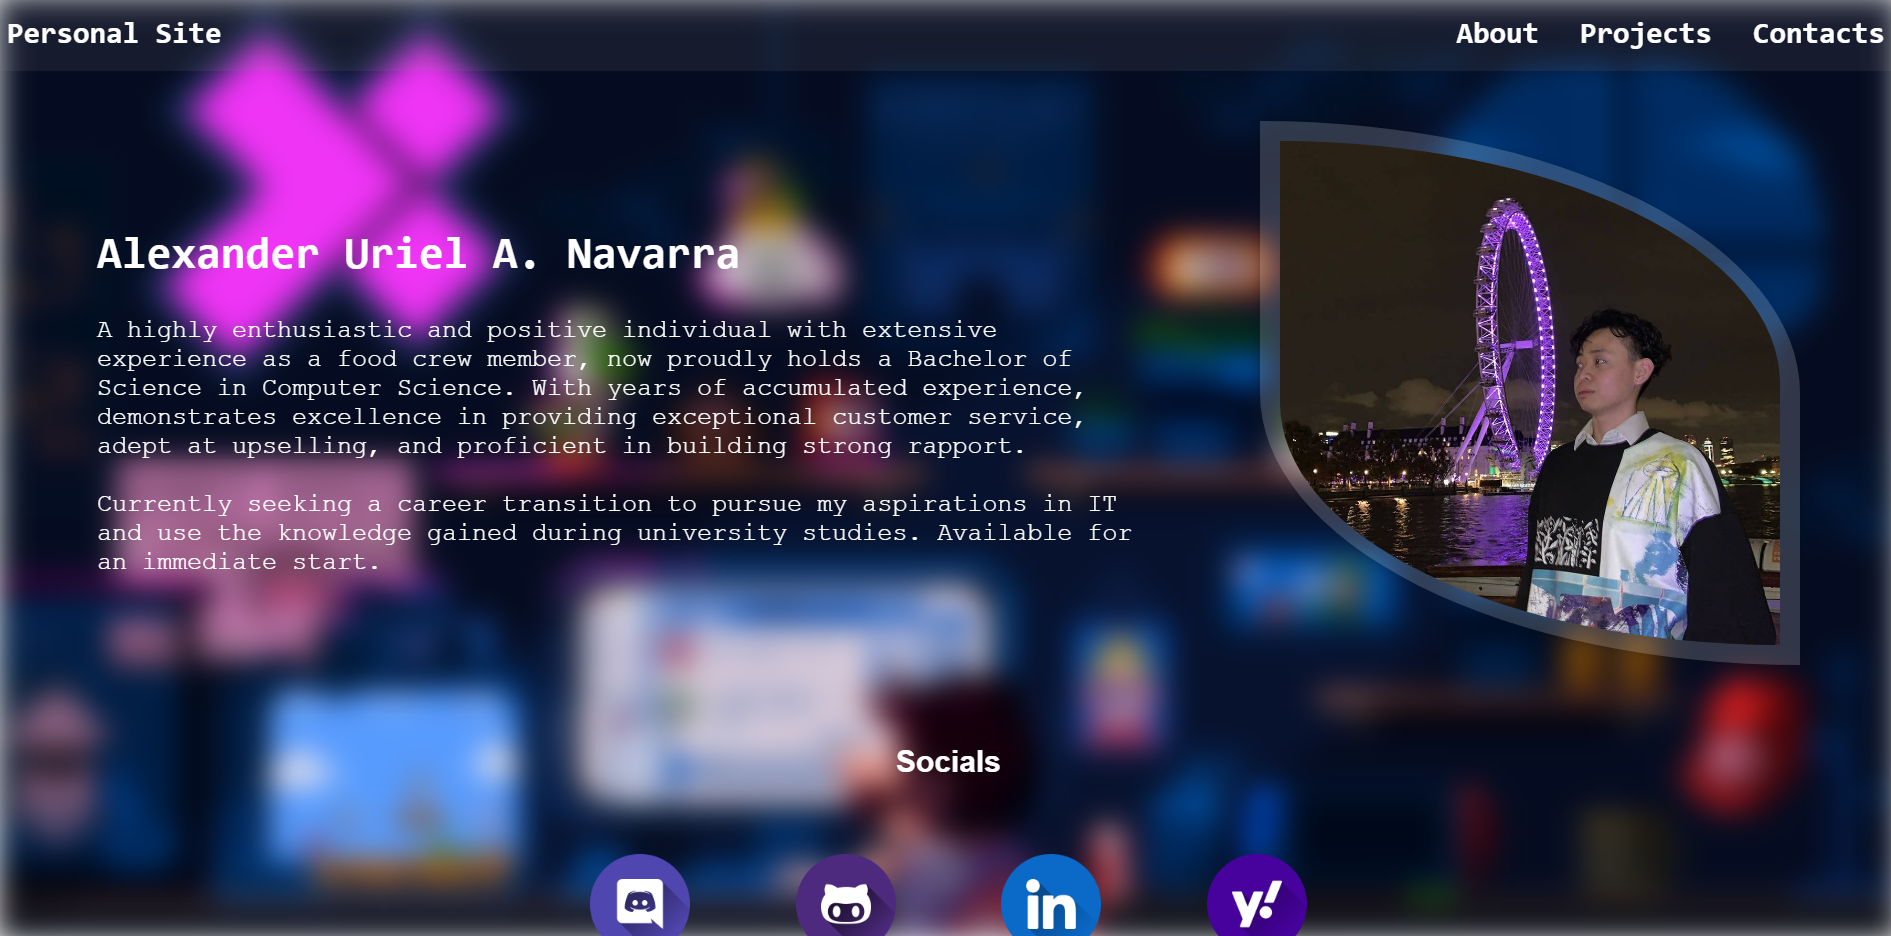 Personal Site
About Projects Contacts
Alexander Uriel A. Navarra
A highly enthusiastic and positive individual with extensive
experience as a food crew member, now proudly holds a Bachelor of
Science in Computer Science. With years of accumulated experience,
demonstrates excellence in providing exceptional customer service,
adept at upselling, and proficient in building strong rapport.
Currently seeking a career transition to pursue my aspirations in IT
and use the knowledge gained during university studies. Available for
an immediate start.
Socials
in
y!